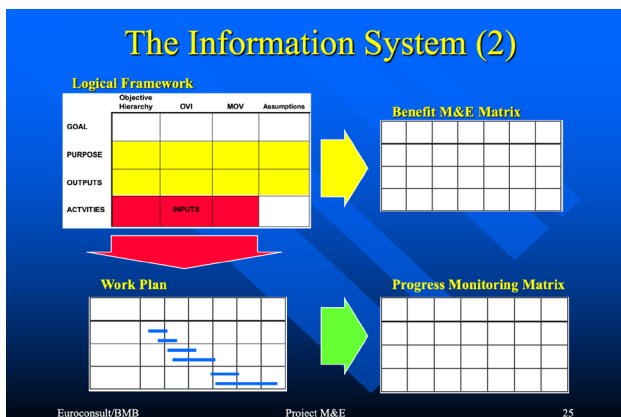 The Information System (2)
Logical Framework
Objective Hierarchy OVI MOV Assumptions
GOAL
PURPOSE
OUTPUTS
ACTVITIES INPUTS
Benefit M&E Matrix
Work Plan
Progress Monitoring Matrix
Euroconsult/BMB Project M&E 25